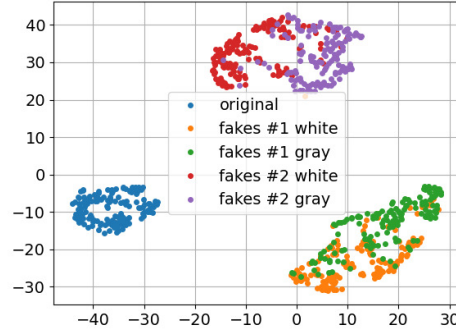 40
30
20
original
10
fakes #1 white
fakes #1 gray
0
fakes #2 white
fakes #2 gray
−10
−20
−30
−40 −30 −20 −10 0 10 20 30